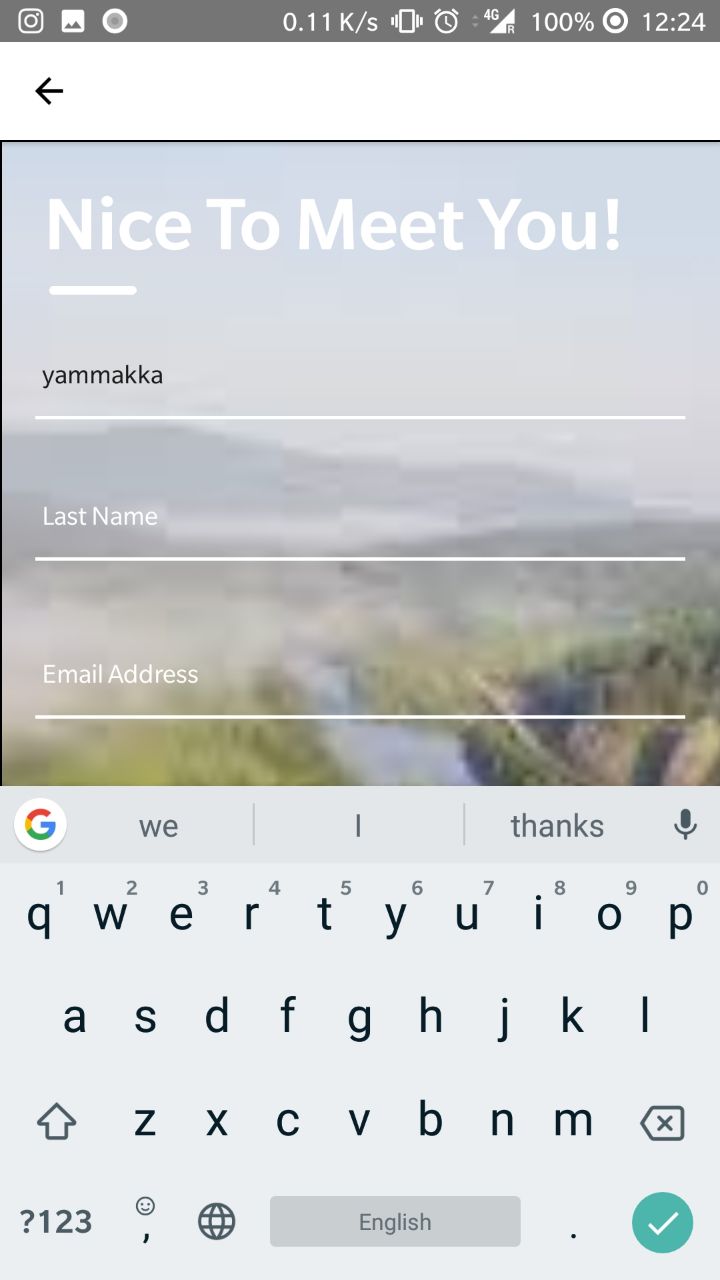 0.11 K/s 4G R 100% 12:24
Nice To Meet You!
yammakka
Last Name
Email Address
G we I thanks
1 2 3 4 5 6 7 8 9 0
q w e r t y u i o p
a s d f g h j k l
z x c v b n m
?123 , English .